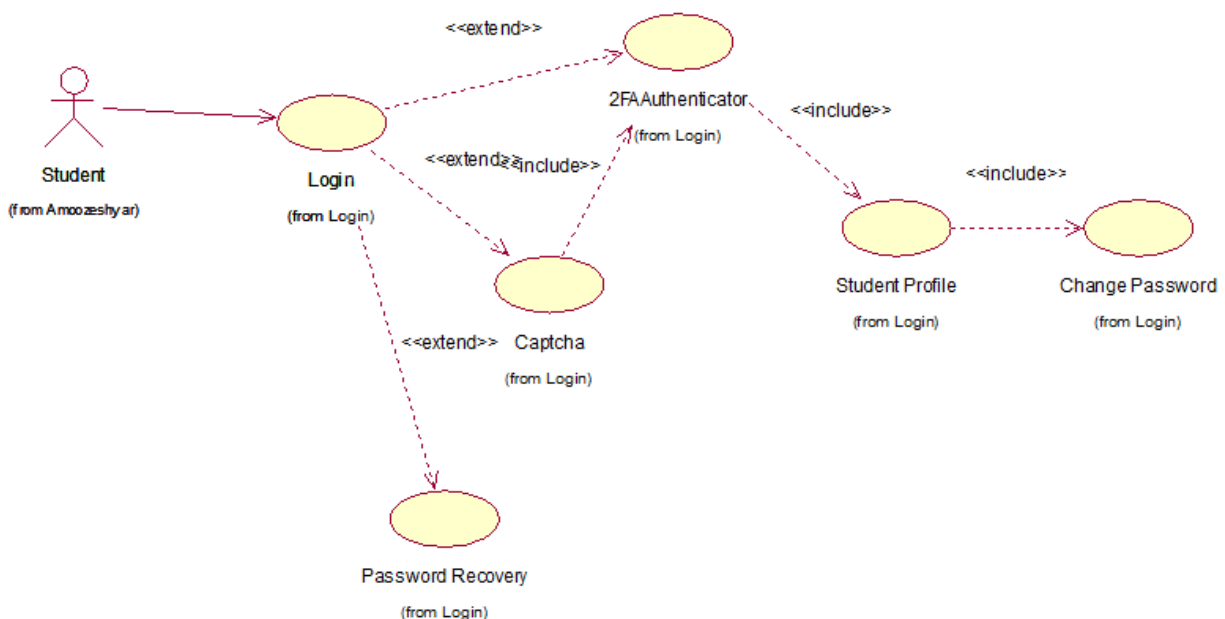 <<extend>>
2FAAuthenticator
(from Login)
<<include>>
Student
(from Amoozeshyar)
Login
(from Login)
<<extend>>
<<include>>
<<include>>
Student Profile
(from Login)
Change Password
(from Login)
<<extend>>
Captcha
(from Login)
Password Recovery
(from Login)